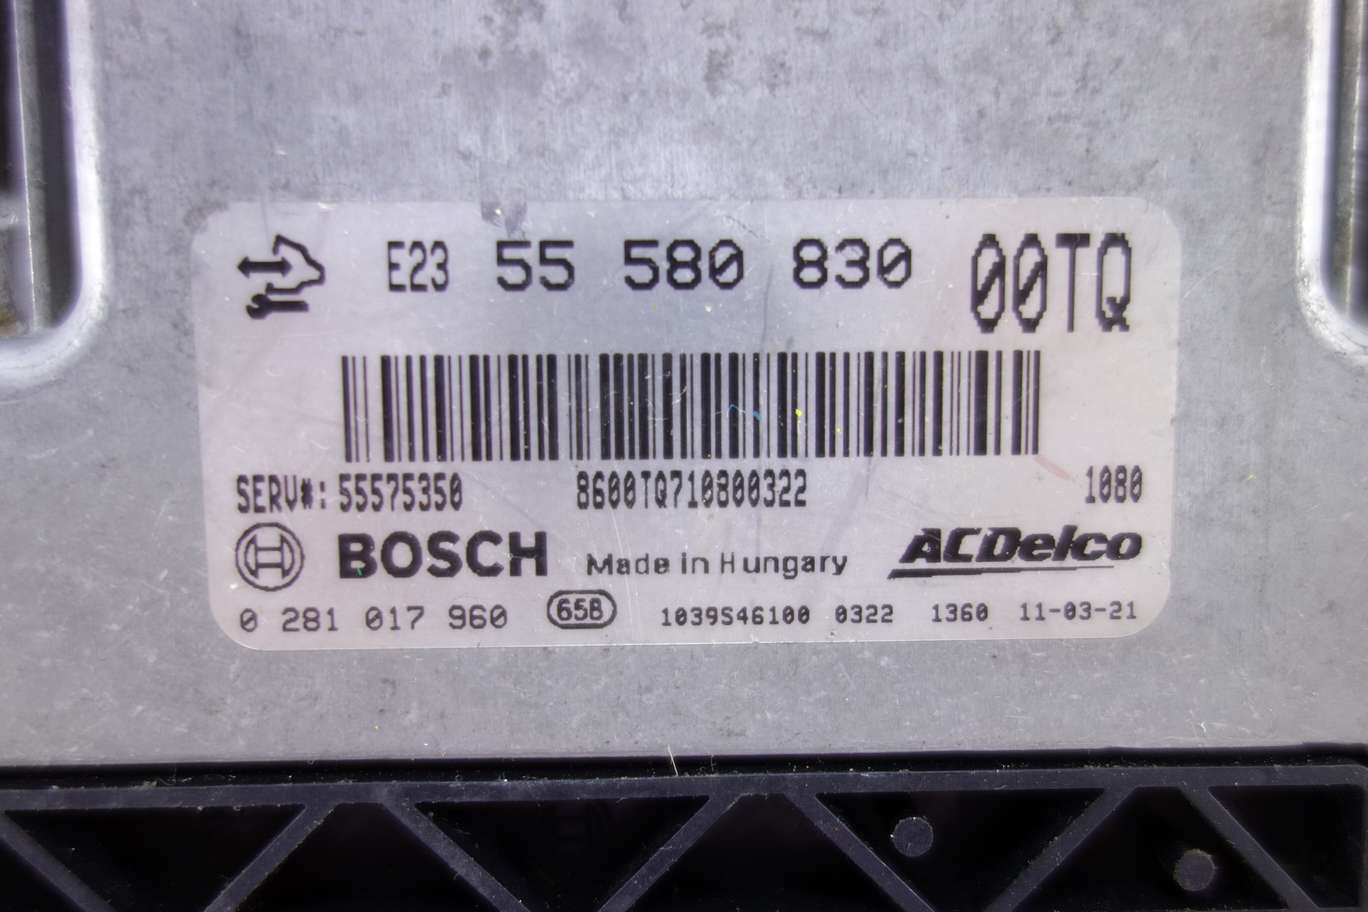 E23 55 580 830 00TQ
SERV#: 55575350 8600TQ710800322 1080
BOSCH Made in Hungary ACDelco
0 281 017 960 65B 1039S46100 0322 1360 11-03-21